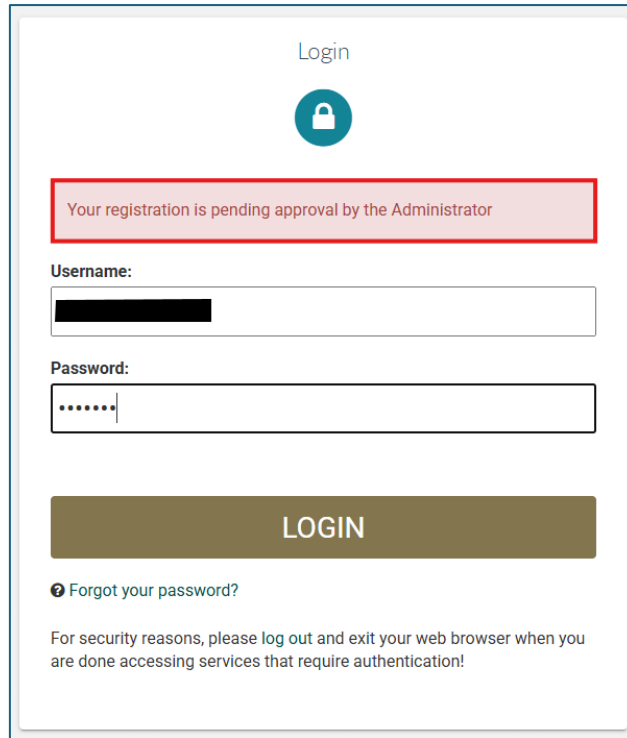 Login
Your registration is pending approval by the Administrator
Username:
Password:
LOGIN
Forgot your password?
For security reasons, please log out and exit your web browser when you
are done accessing services that require authentication!